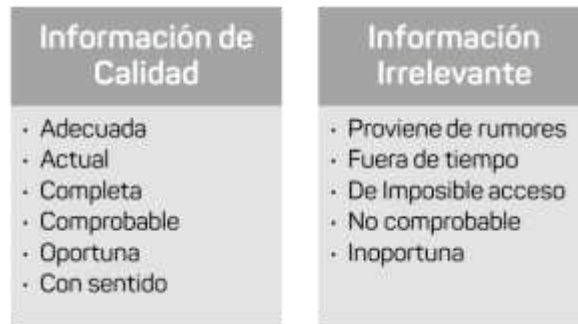 Información de
Calidad
· Adecuada
· Actual
· Completa
· Comprobable
· Oportuna
· Con sentido
Información
Irrelevante
· Proviene de rumores
· Fuera de tiempo
· De Imposible acceso
· No comprobable
· Inoportuna